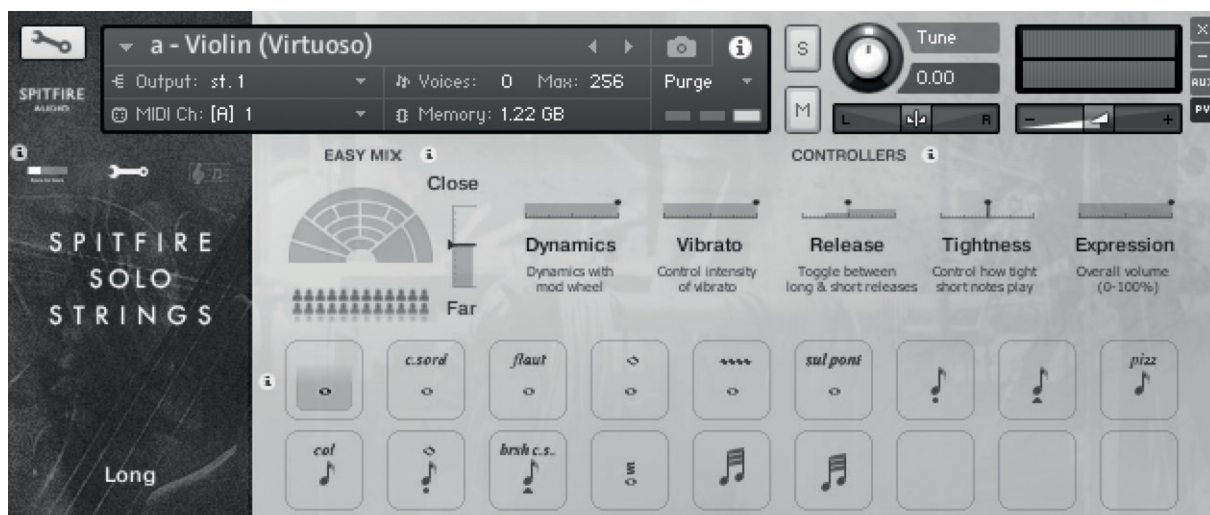 a - Violin (Virtuoso)
Output: st.1
Voices: 0 Max: 256
Purge
MIDI Ch: [A] 1
Memory: 1.22 GB
S
M
Tune
0.00
L
R
AUX
PV
SPITFIRE
AUDIO
EASY MIX
CONTROLLERS
Close
Far
Dynamics
Dynamics with
mod wheel
Vibrato
Control intensity
of vibrato
Release
Toggle between
long & short releases
Tightness
Control how tight
short notes play
Expression
Overall volume
(0-100%)
SPITFIRE
SOLO
STRINGS
c.sord
flaut
sul pont
pizz
col
brsh c.s..
Long